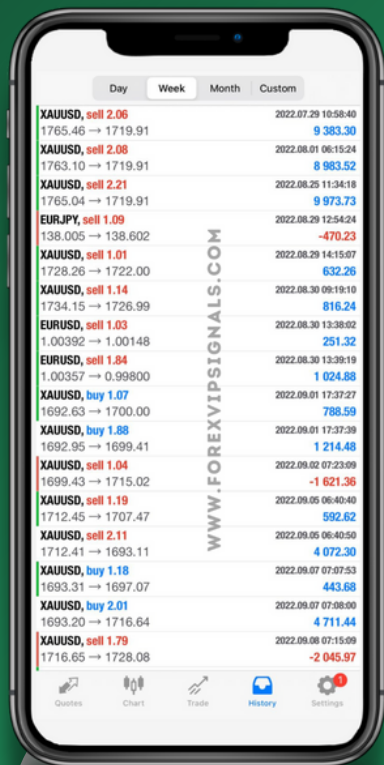 Day Week Month Custom
XAUUSD, sell 2.06 2022.07.29 10:58:40
1765.46 → 1719.91 9 383.30
XAUUSD, sell 2.08 2022.08.01 06:15:24
1763.10 → 1719.91 8 983.52
XAUUSD, sell 2.21 2022.08.25 11:34:18
1765.04 → 1719.91 9 973.73
EURJPY, sell 1.09 2022.08.29 12:54:24
138.005 → 138.602 -470.23
XAUUSD, sell 1.01 2022.08.29 14:15:07
1728.26 → 1722.00 632.26
XAUUSD, sell 1.14 2022.08.30 09:19:10
1734.15 → 1726.99 816.24
EURUSD, sell 1.03 2022.08.30 13:38:02
1.00392 → 1.00148 251.32
EURUSD, sell 1.84 2022.08.30 13:39:19
1.00357 → 0.99800 1 024.88
XAUUSD, buy 1.07 2022.09.01 17:37:27
1692.63 → 1700.00 788.59
XAUUSD, buy 1.88 2022.09.01 17:37:39
1692.95 → 1699.41 1 214.48
XAUUSD, sell 1.04 2022.09.02 07:23:09
1699.43 → 1715.02 -1 621.36
XAUUSD, sell 1.19 2022.09.05 06:40:40
1712.45 → 1707.47 592.62
XAUUSD, sell 2.11 2022.09.05 06:40:50
1712.41 → 1693.11 4 072.30
XAUUSD, buy 1.18 2022.09.07 07:07:53
1693.31 → 1697.07 443.68
XAUUSD, buy 2.01 2022.09.07 07:08:00
1693.20 → 1716.64 4 711.44
XAUUSD, sell 1.79 2022.09.08 07:15:09
1716.65 → 1728.08 -2 045.97
WWW.FOREXVIPSIGNALS.COM
1
Quotes Chart Trade History Settings